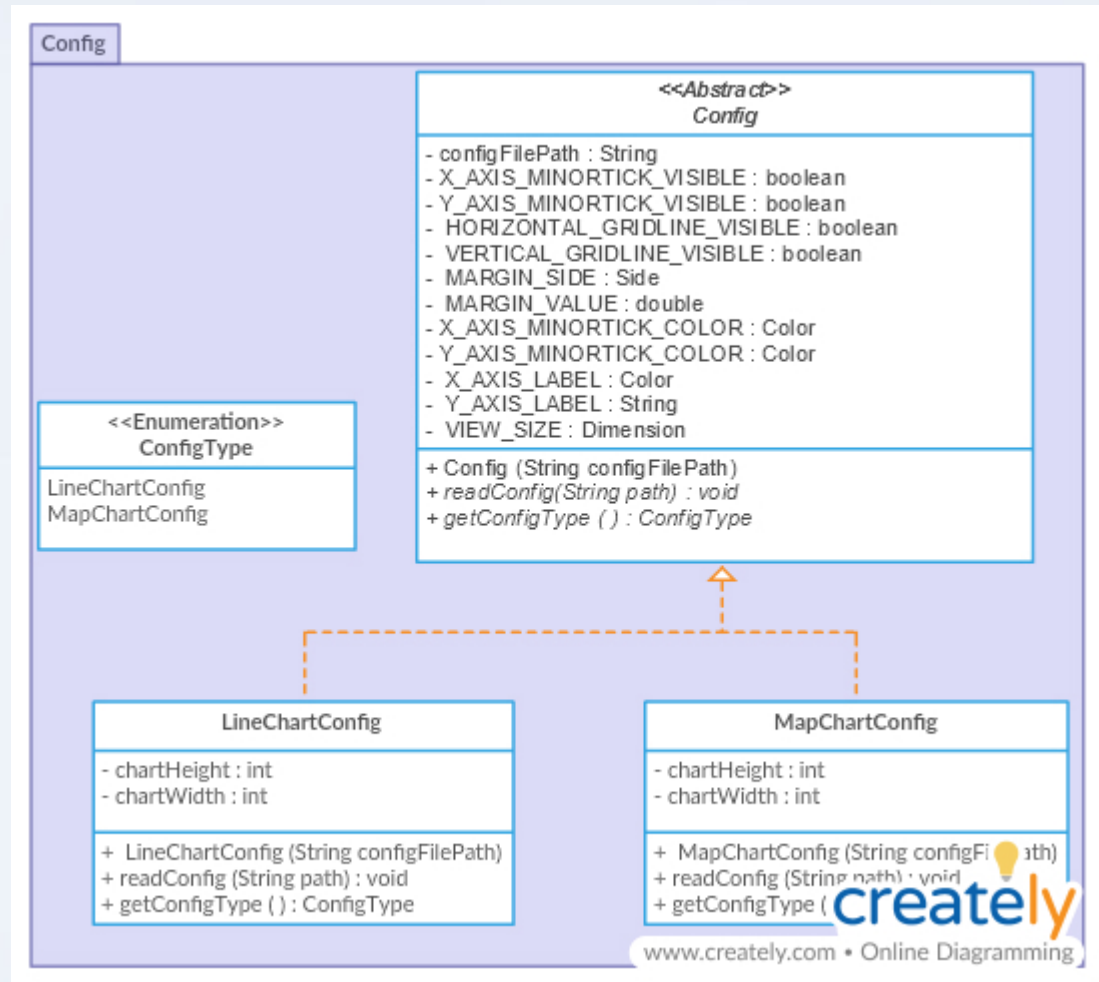 Config
<<Abstract>>
Config
- configFilePath : String
- X_AXIS_MINORTICK_VISIBLE : boolean
- Y_AXIS_MINORTICK_VISIBLE : boolean
- HORIZONTAL_GRIDLINE_VISIBLE : boolean
- VERTICAL_GRIDLINE_VISIBLE : boolean
- MARGIN_SIDE : Side
- MARGIN_VALUE : double
- X_AXIS_MINORTICK_COLOR : Color
- Y_AXIS_MINORTICK_COLOR : Color
- X_AXIS_LABEL : Color
- Y_AXIS_LABEL : String
- VIEW_SIZE : Dimension
+ Config (String configFilePath)
+ readConfig(String path) : void
+ getConfigType ( ) : ConfigType
<<Enumeration>>
ConfigType
LineChartConfig
MapChartConfig
LineChartConfig
- chartHeight : int
- chartWidth : int
+ LineChartConfig (String configFilePath)
+ readConfig (String path) : void
+ getConfigType ( ) : ConfigType
MapChartConfig
- chartHeight : int
- chartWidth : int
+ MapChartConfig (String
+ readConfig (String path) : void
+ getConfigType (
creately
www.creately.com • Online Diagramming